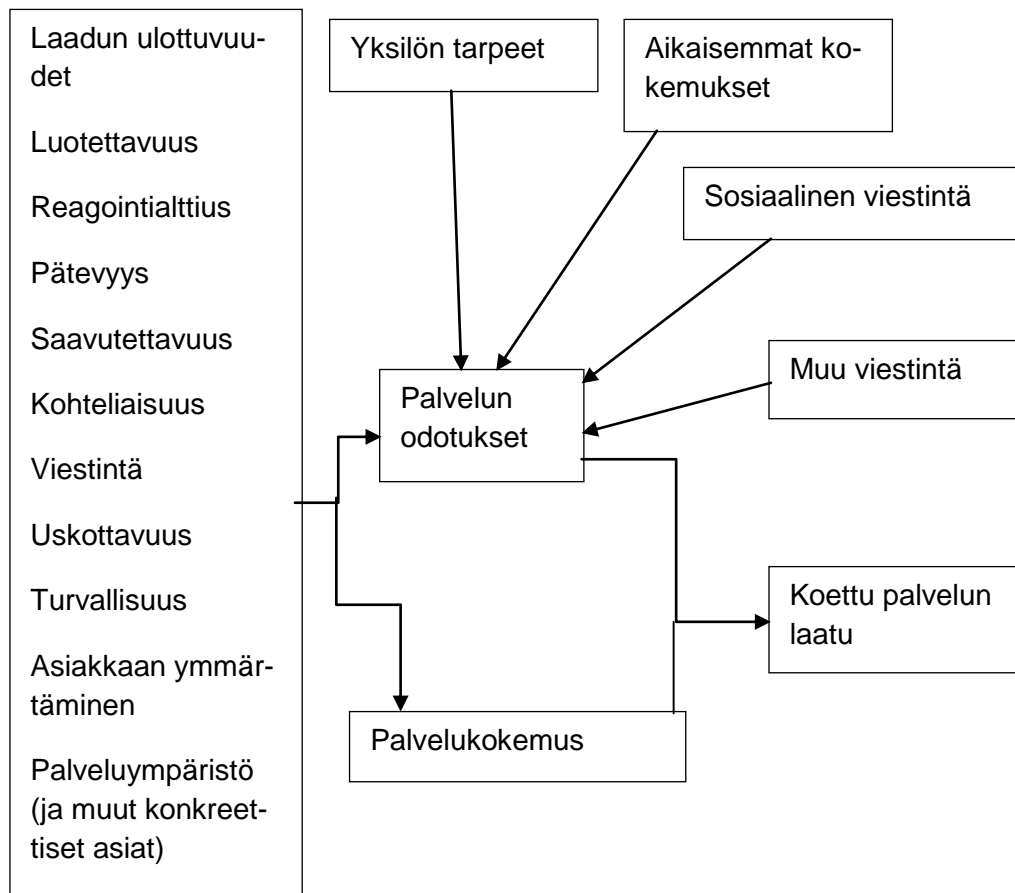 Laadun ulottuvuu-
det
Luotettavuus
Reagointialttius
Pätevyys
Saavutettavuus
Kohteliaisuus
Viestintä
Uskottavuus
Turvallisuus
Asiakkaan ymmär-
täminen
Palveluympäristö
(ja muut konkreet-
tiset asiat)
Yksilön tarpeet
Aikaisemmat ko-
kemukset
Sosiaalinen viestintä
Muu viestintä
Palvelun
odotukset
Koettu palvelun
laatu
Palvelukokemus